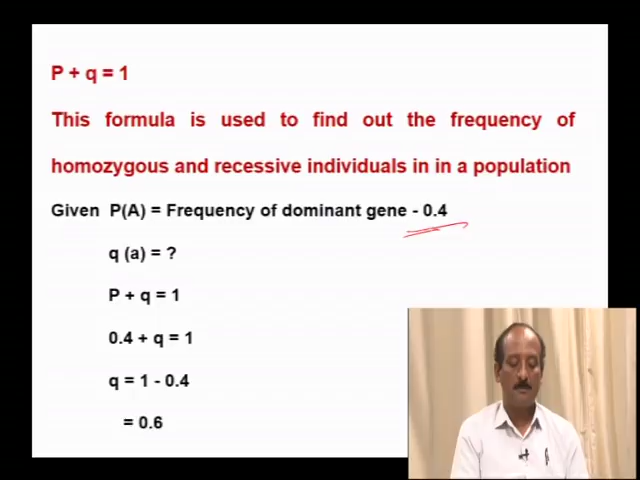 P + q = 1
This formula is used to find out the frequency of
homozygous and recessive individuals in in a population
Given P(A) = Frequency of dominant gene - 0.4
q (a) = ?
P + q = 1
0.4 + q = 1
q = 1 - 0.4
= 0.6